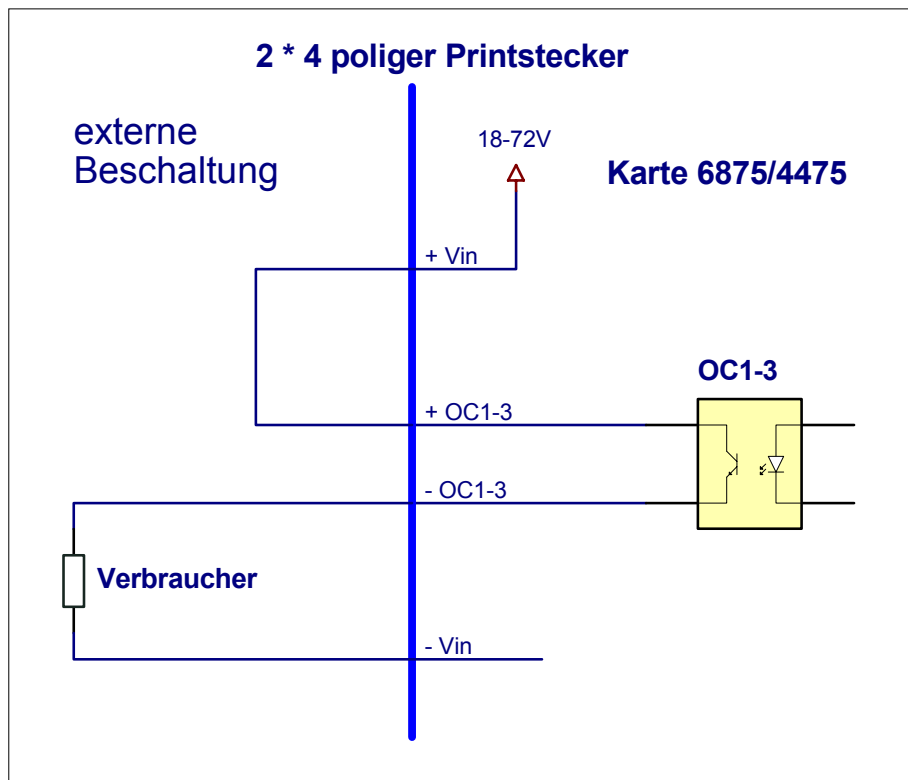 2 * 4 poliger Printstecker
externe
Beschaltung
18-72V
Karte 6875/4475
+ Vin
OC1-3
+ OC1-3
- OC1-3
Verbraucher
- Vin